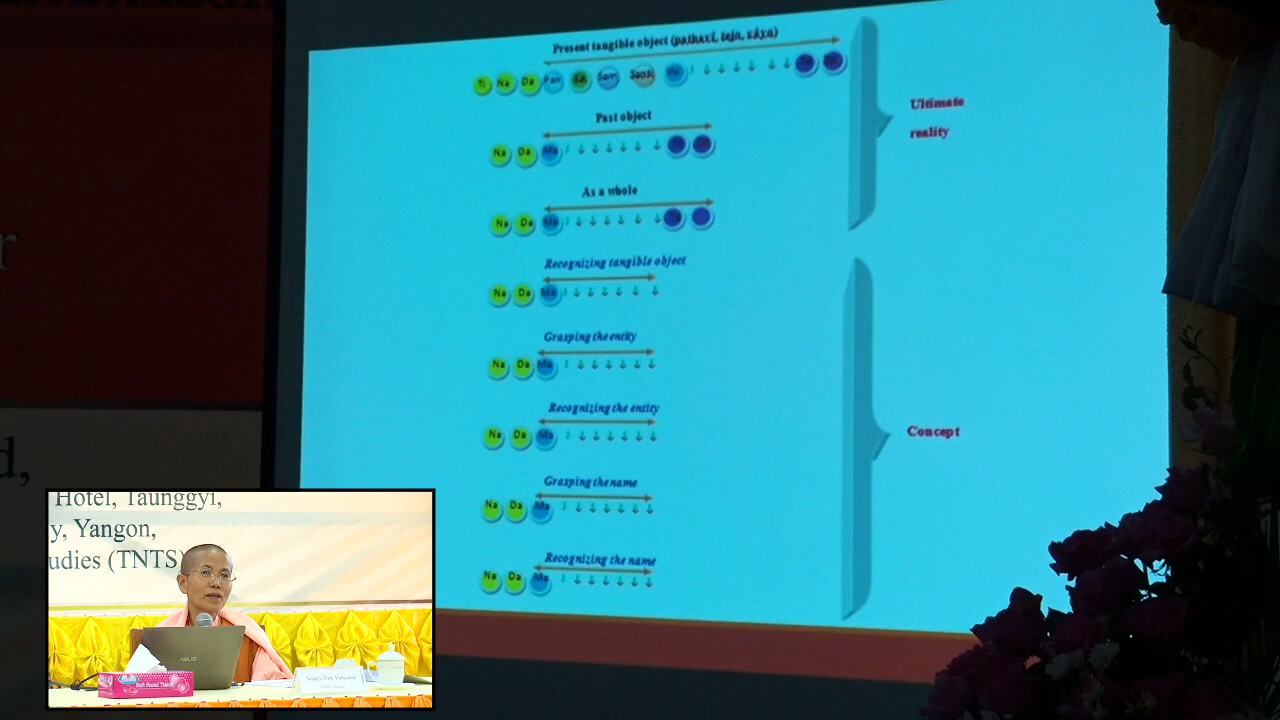 Present tangible object (pathavī, tejo, vāyo)
Ti Na Da Pan Sam Vo
Past object
Na Da Ma
As a whole
Na Da Ma
Ultimate
reality
Recognizing tangible object
Na Da Ma
Grasping the entity
Na Da Ma
Recognizing the entity
Na Da Ma
Concept
Grasping the name
Na Da Ma
Recognizing the name
Na Da Ma
r
d,
Hotel, Taunggyi,
y, Yangon,
udies (TNTS)
ASUS